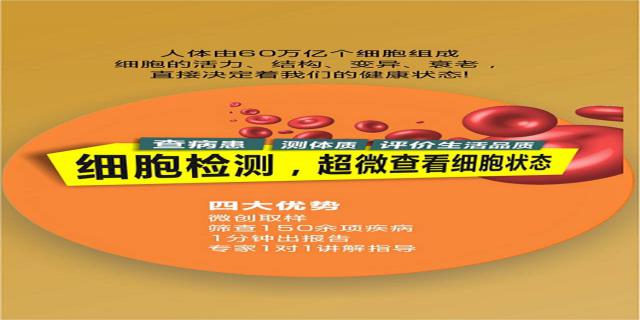 人体由60万亿个细胞组成
细胞的活力、结构、变异、衰老，
直接决定着我们的健康状态！
查病患 测体质 评价生活品质
细胞检测，超微查看细胞状态
四大优势
微创取样
筛查150余项疾病
1分钟出报告
专家1对1讲解指导